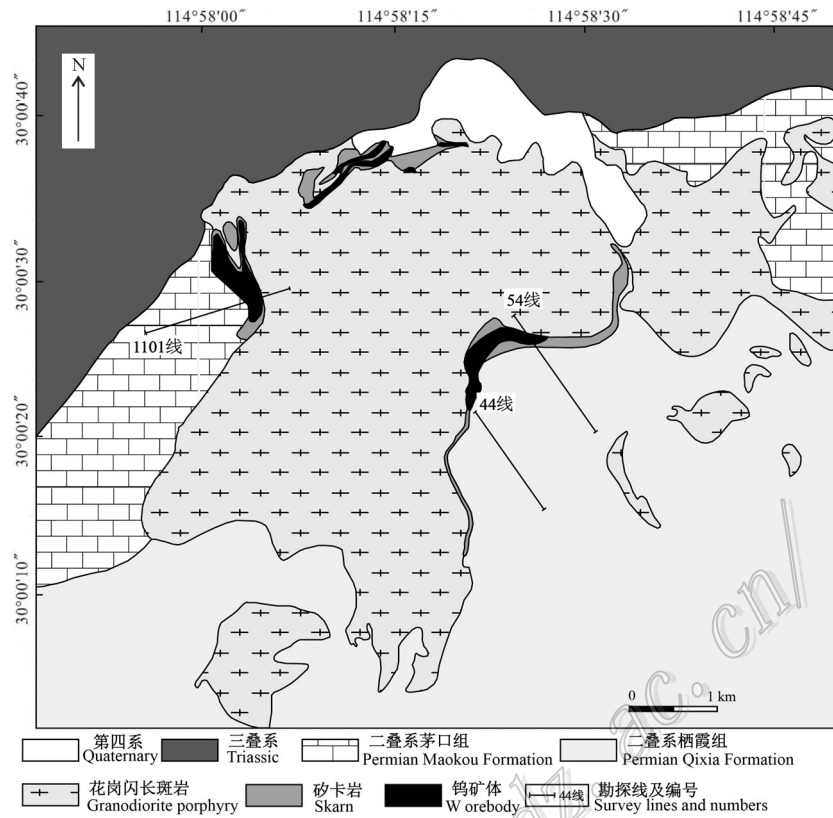 114°58′00″ 114°58′15″ 114°58′30″ 114°58′45″
N
30°00′40″
30°00′30″
30°00′20″
30°00′10″
54线
1101线
44线
0 1 km
ac. cn/
第四系 三叠系 二叠系茅口组 二叠系栖霞组
Quaternary Triassic Permian Maokou Formation Permian Qixia Formation
花岗闪长斑岩 矽卡岩 钨矿体 44线 勘探线及编号
Granodiorite porphyry Skarn W orebody Survey lines and numbers